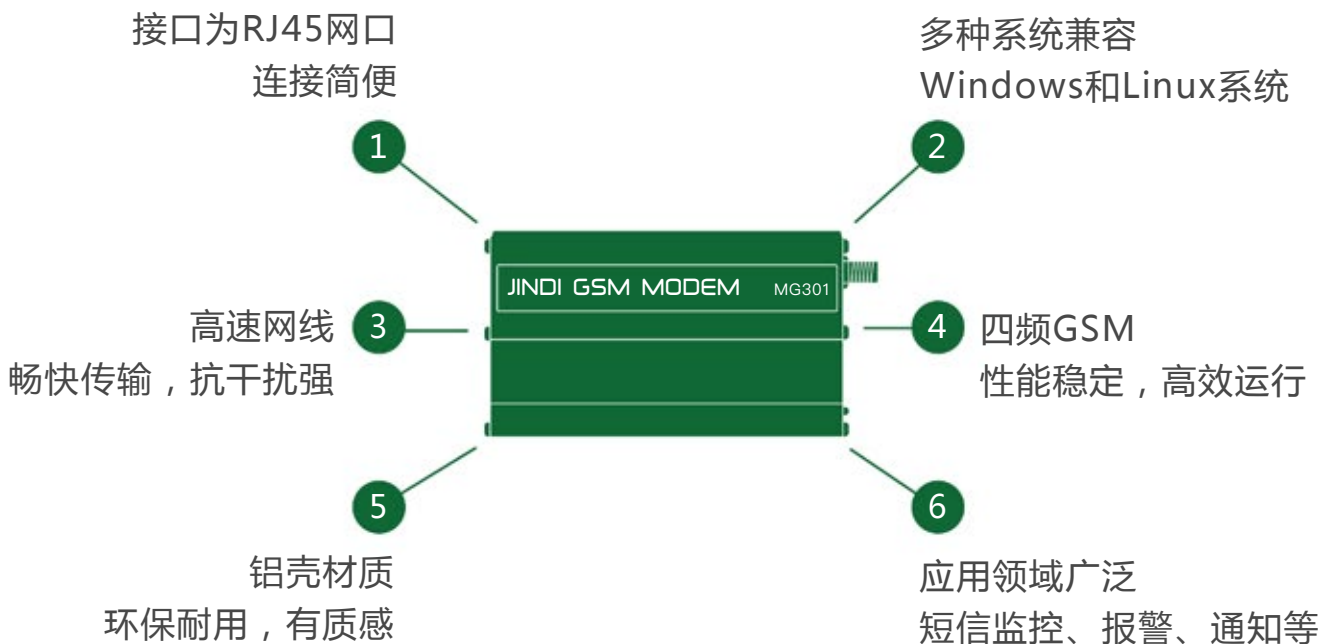 接口为RJ45网口
连接简便
多种系统兼容
Windows和Linux系统
1
2
JINDI GSM MODEM MG301
高速网线
畅快传输，抗干扰强
3
4
四频GSM
性能稳定，高效运行
5
6
铝壳材质
环保耐用，有质感
应用领域广泛
短信监控、报警、通知等